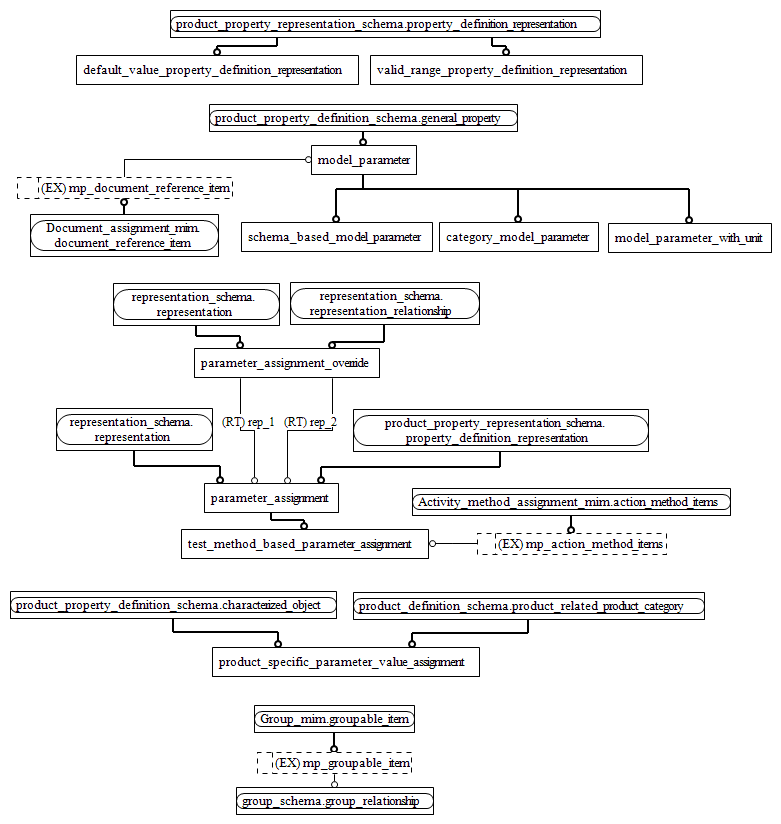 product_property_representation_schema.property_definition_representation
default_value_property_definition_representation
valid_range_property_definition_representation
product_property_definition_schema.general_property
model_parameter
(EX) mp_document_reference_item
Document_assignment_mim.
document_reference_item
schema_based_model_parameter
category_model_parameter
model_parameter_with_unit
representation_schema.
representation
representation_schema.
representation_relationship
parameter_assignment_override
(RT) rep_1
(RT) rep_2
representation_schema.
representation
product_property_representation_schema.
property_definition_representation
parameter_assignment
Activity_method_assignment_mim.action_method_items
test_method_based_parameter_assignment
(EX) mp_action_method_items
product_property_definition_schema.characterized_object
product_definition_schema.product_related_product_category
product_specific_parameter_value_assignment
Group_mim.groupable_item
(EX) mp_groupable_item
group_schema.group_relationship